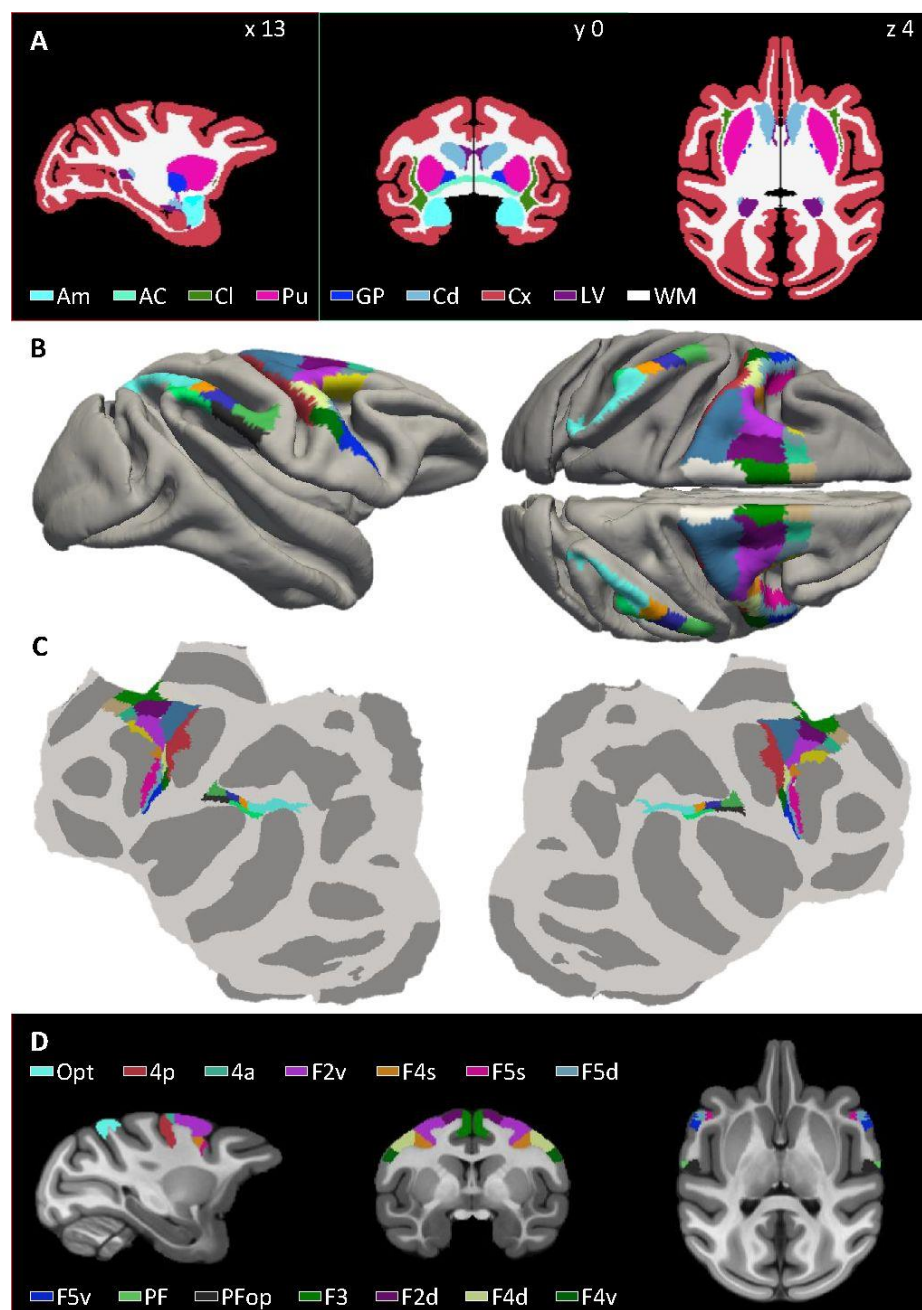 A x 13 y 0 z 4
Am AC Cl Pu GP Cd Cx LV WM
B
C
D
Opt 4p 4a F2v F4s F5s F5d
F5v PF PFop F3 F2d F4d F4v